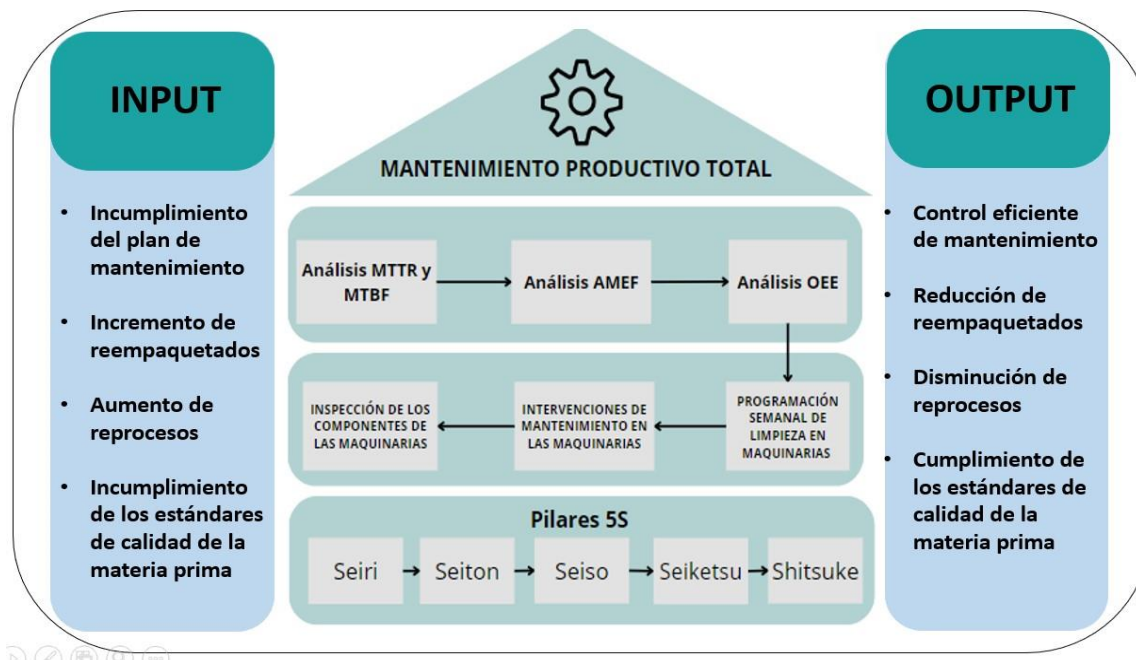 INPUT
• Incumplimiento
del plan de
mantenimiento
• Incremento de
reempaquetados
• Aumento de
reprocesos
• Incumplimiento
de los estándares
de calidad de la
materia prima
MANTENIMIENTO PRODUCTIVO TOTAL
Análisis MTTR y
MTBF
Análisis AMEF
Análisis OEE
PROGRAMACIÓN
SEMANAL DE
LIMPIEZA EN
MAQUINARIAS
INTERVENCIONES DE
MANTENIMIENTO EN
LAS MAQUINARIAS
INSPECCIÓN DE LOS
COMPONENTES DE
LAS MAQUINARIAS
Pilares 5S
Seiri
Seiton
Seiso
Seiketsu
Shitsuke
OUTPUT
• Control eficiente
de mantenimiento
• Reducción de
reempaquetados
• Disminución de
reprocesos
• Cumplimiento de
los estándares de
calidad de la
materia prima